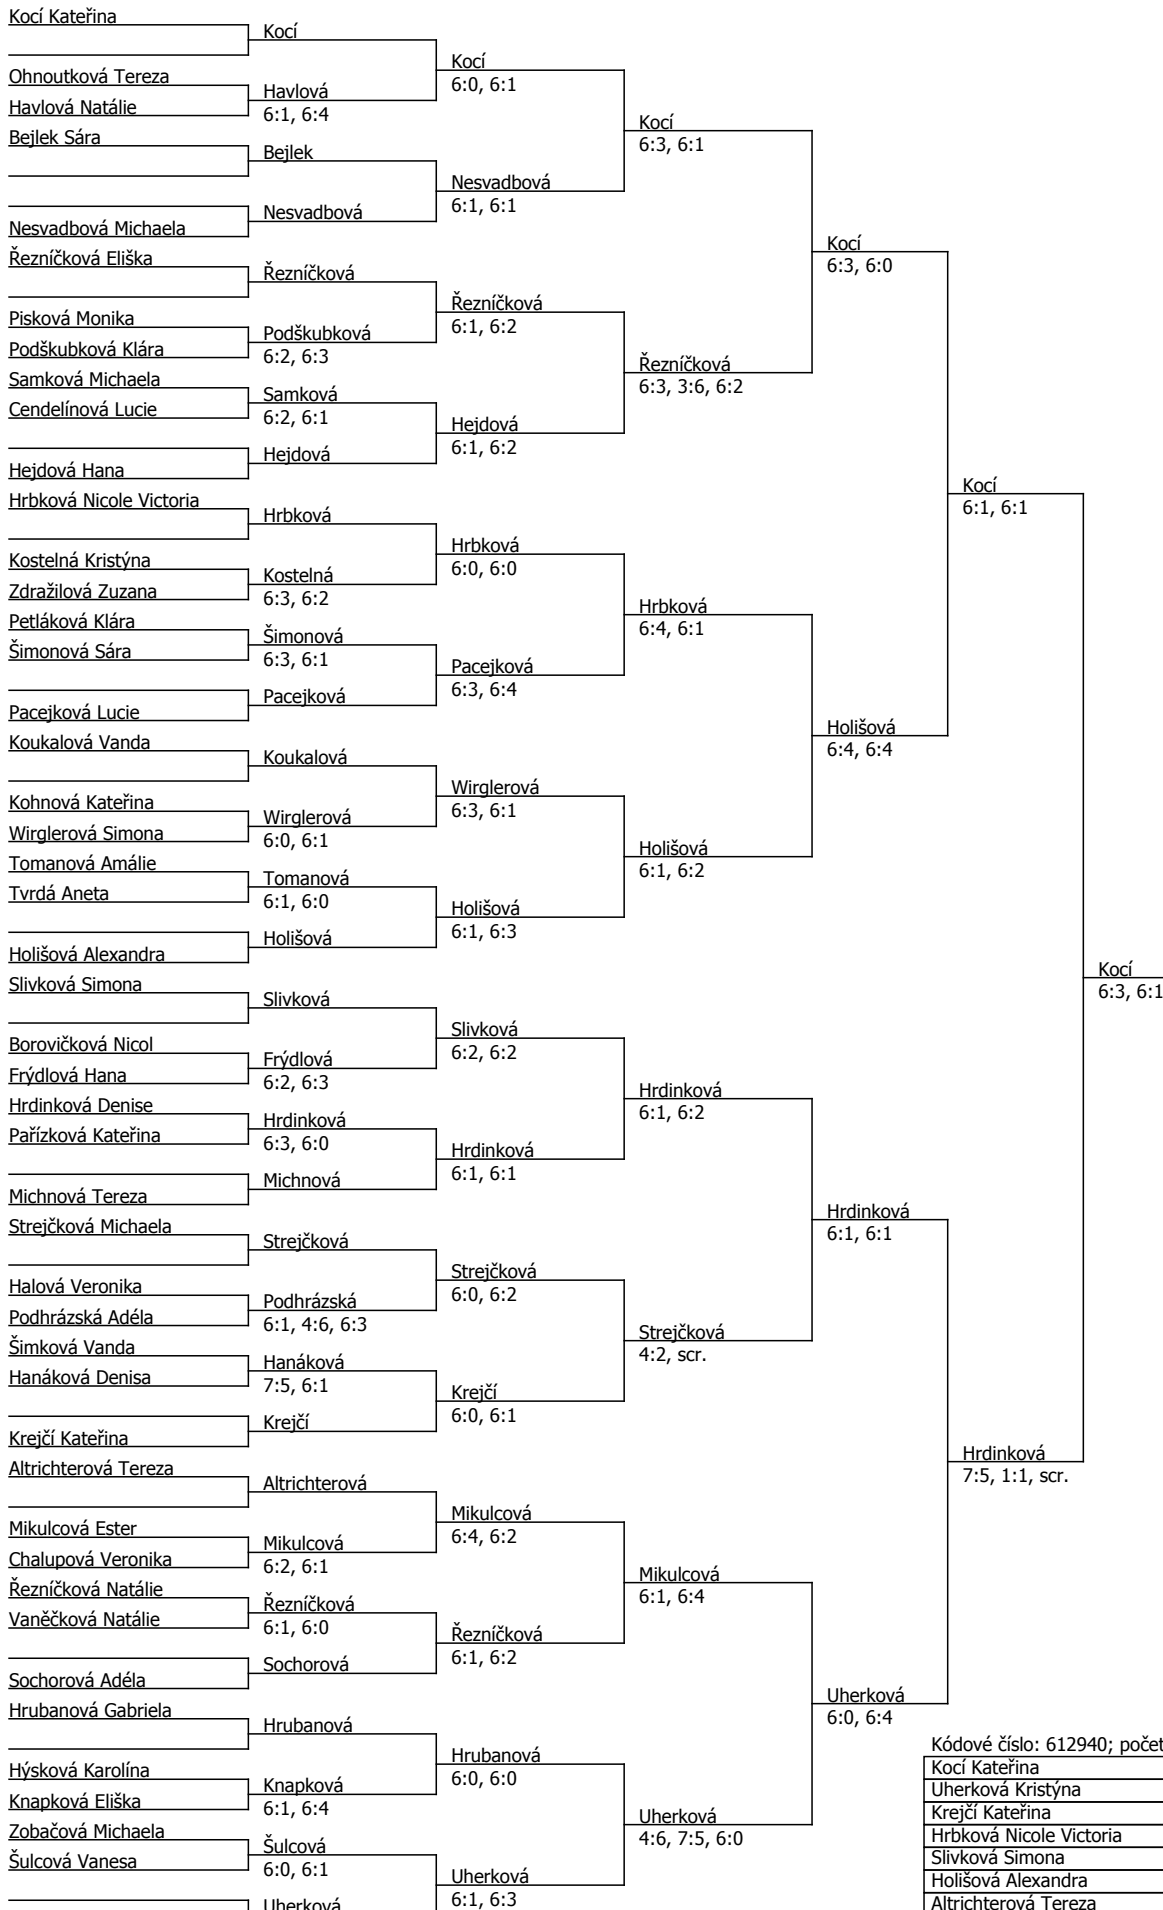 Kocí Kateřina
Kocí
Kocí
6:0, 6:1
Ohnoutková Tereza
Havlová Natálie
Havlová
6:1, 6:4
Kocí
6:3, 6:1
Bejlek Sára
Bejlek
Nesvadbová
6:1, 6:1
Nesvadbová
Nesvadbová Michaela
Kocí
6:3, 6:0
Řezníčková Eliška
Řezníčková
Řezníčková
6:1, 6:2
Pisková Monika
Podškubková Klára
Podškubková
6:2, 6:3
Řezníčková
6:3, 3:6, 6:2
Samková Michaela
Cendelínová Lucie
Samková
6:2, 6:1
Hejdová
6:1, 6:2
Hejdová
Hejdová Hana
Kocí
6:1, 6:1
Hrbková Nicole Victoria
Hrbková
Hrbková
6:0, 6:0
Kostelná Kristýna
Zdražilová Zuzana
Kostelná
6:3, 6:2
Hrbková
6:4, 6:1
Petláková Klára
Šimonová Sára
Šimonová
6:3, 6:1
Pacejková
6:3, 6:4
Pacejková
Pacejková Lucie
Holišová
6:4, 6:4
Koukalová Vanda
Koukalová
Wirglerová
6:3, 6:1
Kohnová Kateřina
Wirglerová Simona
Wirglerová
6:0, 6:1
Holišová
6:1, 6:2
Tomanová Amálie
Tvrdá Aneta
Tomanová
6:1, 6:0
Holišová
6:1, 6:3
Holišová
Holišová Alexandra
Kocí
6:3, 6:1
Slivková Simona
Slivková
Slivková
6:2, 6:2
Borovičková Nicol
Frýdlová Hana
Frýdlová
6:2, 6:3
Hrdinková
6:1, 6:2
Hrdinková Denise
Pařízková Kateřina
Hrdinková
6:3, 6:0
Hrdinková
6:1, 6:1
Michnová
Michnová Tereza
Hrdinková
6:1, 6:1
Strejčková Michaela
Strejčková
Strejčková
6:0, 6:2
Halová Veronika
Podhrázská Adéla
Podhrázská
6:1, 4:6, 6:3
Strejčková
4:2, scr.
Šimková Vanda
Hanáková Denisa
Hanáková
7:5, 6:1
Krejčí
6:0, 6:1
Krejčí
Krejčí Kateřina
Hrdinková
7:5, 1:1, scr.
Altrichterová Tereza
Altrichterová
Mikulcová
6:4, 6:2
Mikulcová Ester
Chalupová Veronika
Mikulcová
6:2, 6:1
Mikulcová
6:1, 6:4
Řezníčková Natálie
Vaněčková Natálie
Řezníčková
6:1, 6:0
Řezníčková
6:1, 6:2
Sochorová
Sochorová Adéla
Uherková
6:0, 6:4
Hrubanová Gabriela
Hrubanová
Hrubanová
6:0, 6:0
Hýsková Karolína
Knapková Eliška
Knapková
6:1, 6:4
Uherková
4:6, 7:5, 6:0
Zobačová Michaela
Šulcová Vanesa
Šulcová
6:0, 6:1
Uherková
6:1, 6:3
Uherková
Kódové číslo: 612940; počet
Kocí Kateřina
Uherková Kristýna
Krejčí Kateřina
Hrbková Nicole Victoria
Slivková Simona
Holišová Alexandra
Altrichterová Tereza